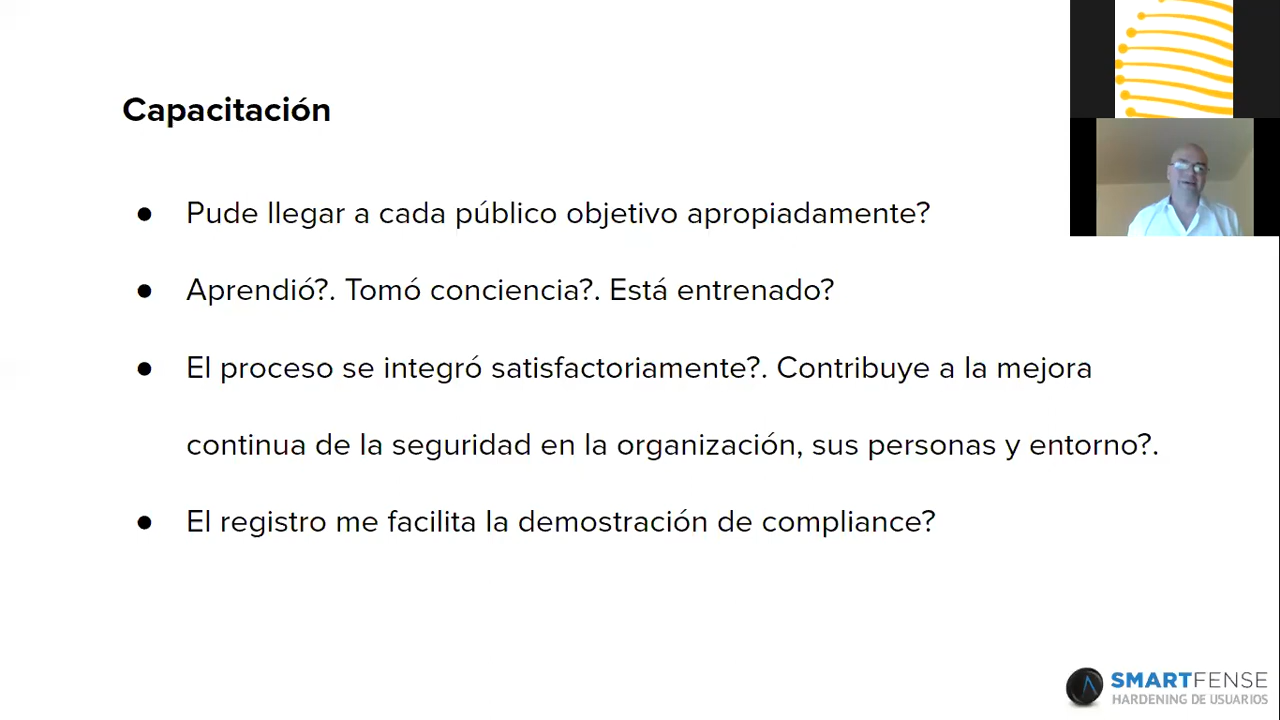 Capacitación
● Pude llegar a cada público objetivo apropiadamente?
● Aprendió?. Tomó conciencia?. Está entrenado?
● El proceso se integró satisfactoriamente?. Contribuye a la mejora
continua de la seguridad en la organización, sus personas y entorno?.
● El registro me facilita la demostración de compliance?
SMARTFENSE
HARDENING DE USUARIOS